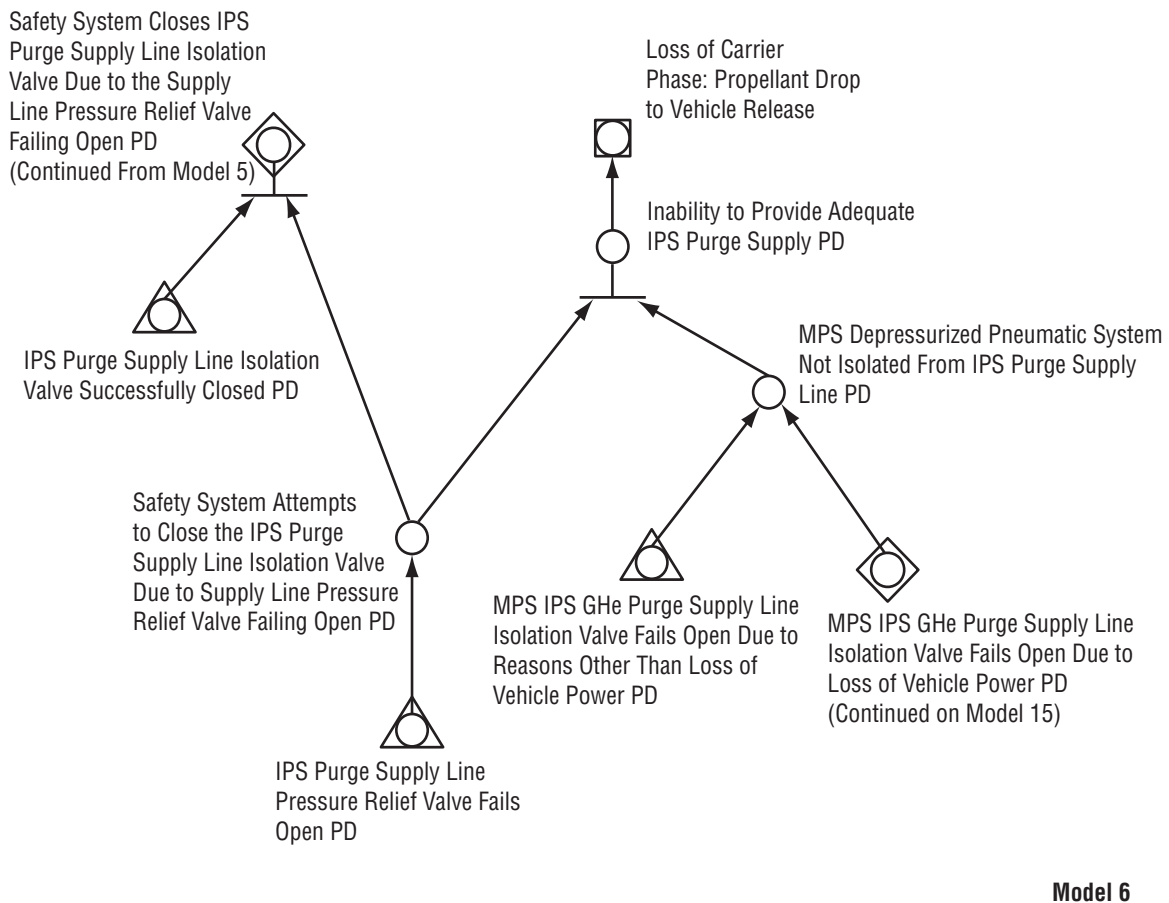 Safety System Closes IPS
Purge Supply Line Isolation
Valve Due to the Supply
Line Pressure Relief Valve
Failing Open PD
(Continued From Model 5)
Loss of Carrier
Phase: Propellant Drop
to Vehicle Release
Inability to Provide Adequate
IPS Purge Supply PD
IPS Purge Supply Line Isolation
Valve Successfully Closed PD
MPS Depressurized Pneumatic System
Not Isolated From IPS Purge Supply
Line PD
Safety System Attempts
to Close the IPS Purge
Supply Line Isolation Valve
Due to Supply Line Pressure
Relief Valve Failing Open PD
MPS IPS GHe Purge Supply Line
Isolation Valve Fails Open Due to
Reasons Other Than Loss of
Vehicle Power PD
MPS IPS GHe Purge Supply Line
Isolation Valve Fails Open Due to
Loss of Vehicle Power PD
(Continued on Model 15)
IPS Purge Supply Line
Pressure Relief Valve Fails
Open PD
Model 6